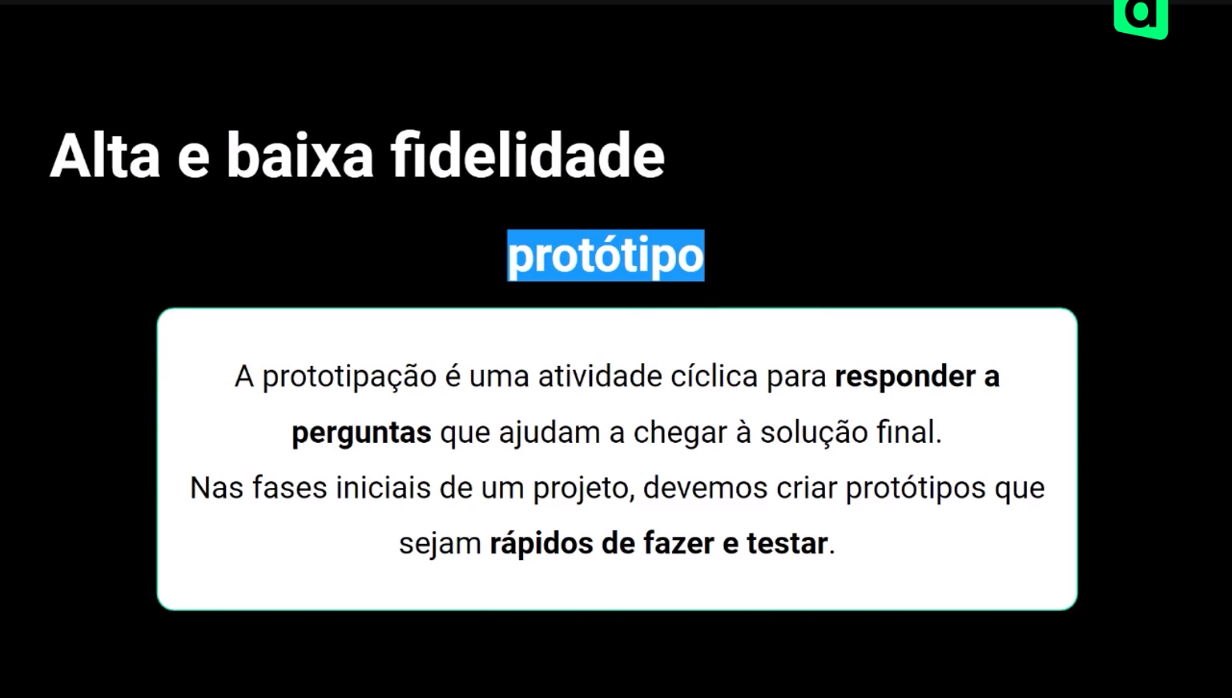 d
Alta e baixa fidelidade
protótipo
A prototipação é uma atividade cíclica para responder a
perguntas que ajudam a chegar à solução final.
Nas fases iniciais de um projeto, devemos criar protótipos que
sejam rápidos de fazer e testar.